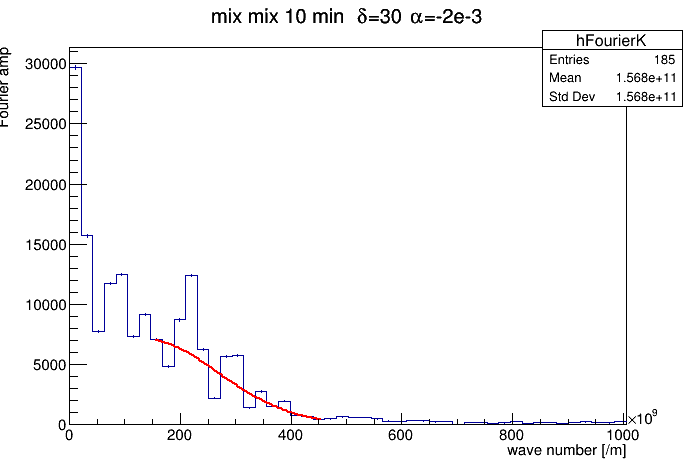 mix mix 10 min δ=30 α=-2e-3
hFourierK
Entries 185
Mean 1.568e+11
Std Dev 1.568e+11
Fourier amp
30000
25000
20000
15000
10000
5000
0
0 200 400 600 800 1000
×10⁹
wave number [/m]